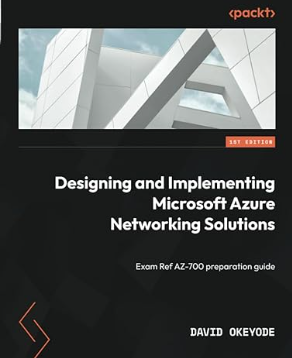 <packt>
1ST EDITION
Designing and Implementing
Microsoft Azure
Networking Solutions
Exam Ref AZ-700 preparation guide
DAVID OKEYODE